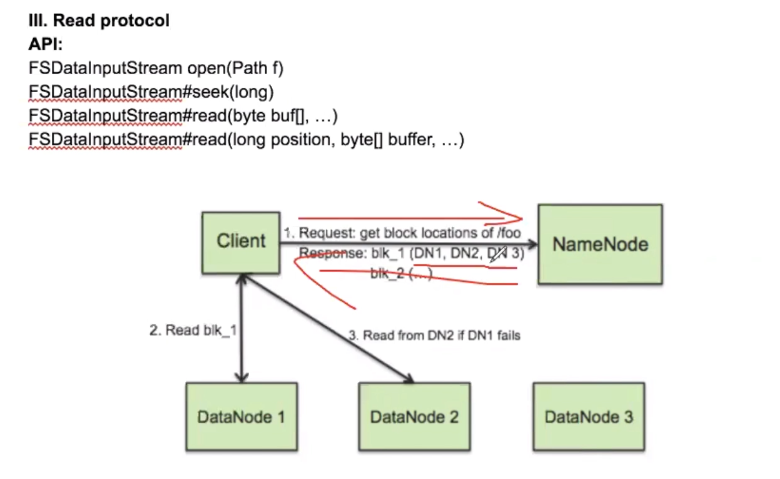 III. Read protocol
API:
FSDataInputStream open(Path f)
FSDataInputStream#seek(long)
FSDataInputStream#read(byte buf[], ...)
FSDataInputStream#read(long position, byte[] buffer, ...)
Client
1. Request: get block locations of /foo
Response: blk_1 (DN1, DN2, DN 3)
blk_2 (...)
NameNode
2. Read blk_1
3. Read from DN2 if DN1 fails
DataNode 1
DataNode 2
DataNode 3